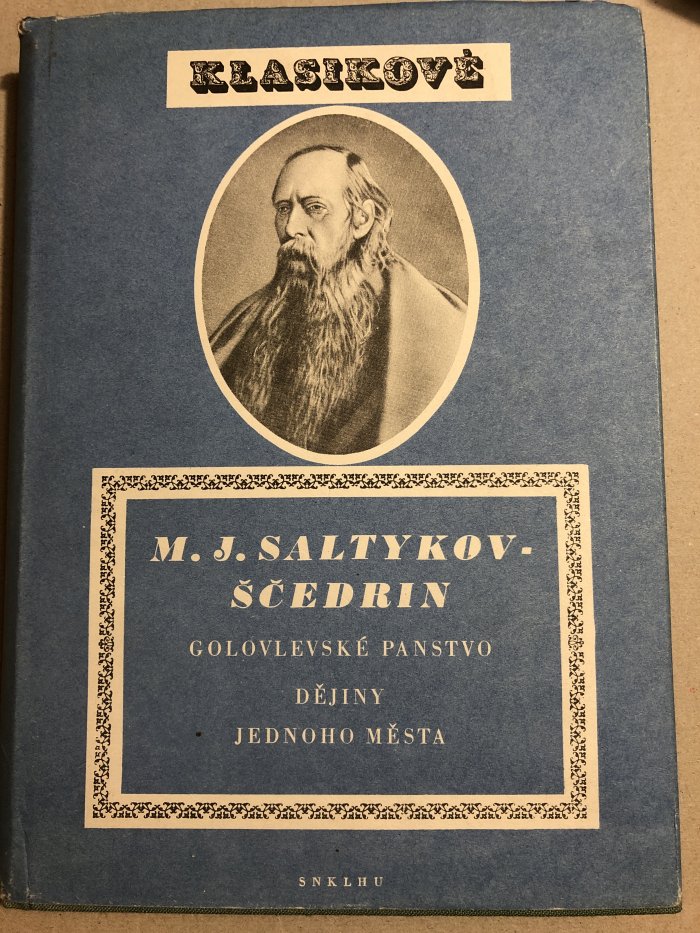 KLASIKOVÉ
M. J. SALTYKOV-
ŠČEDRIN
GOLOVLEVSKÉ PANSTVO
DĚJINY
JEDNOHO MĚSTA
SNKLHU